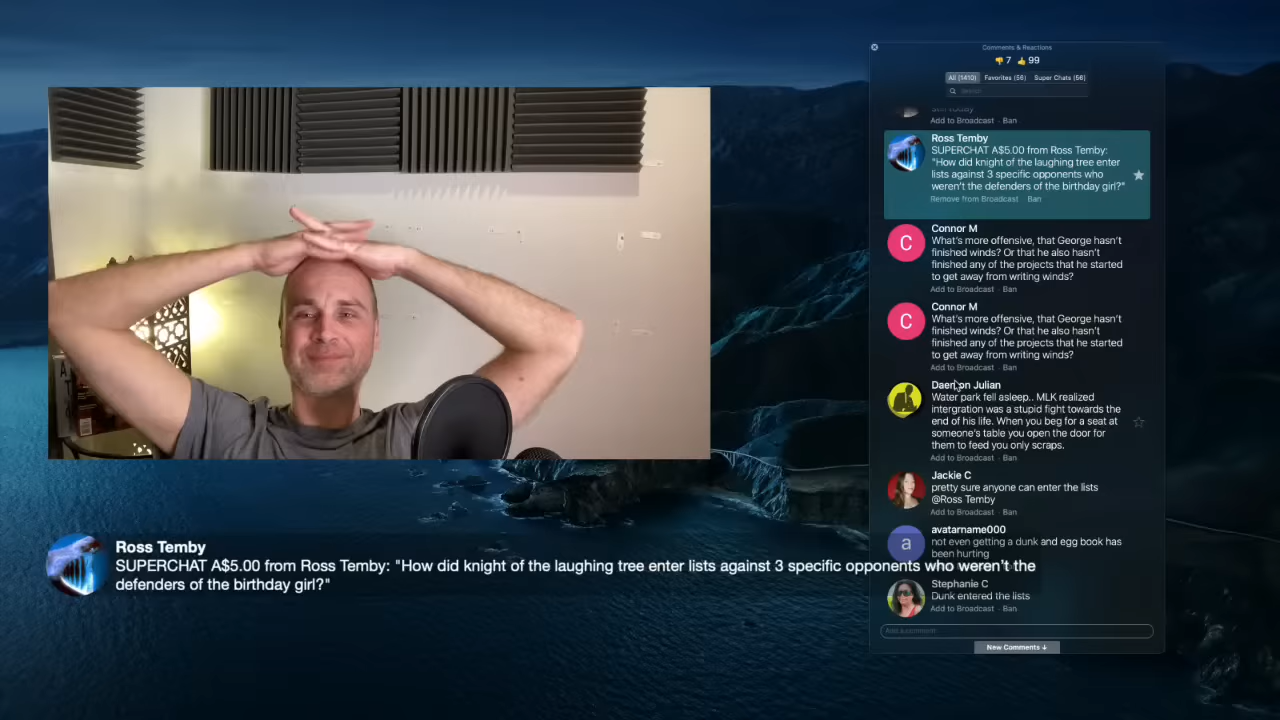 Comments & Reactions
7 99
All (1410) Favorites (56) Super Chats (56)
Search
Add to Broadcast · Ban
Ross Temby
SUPERCHAT A$5.00 from Ross Temby:
"How did knight of the laughing tree enter
lists against 3 specific opponents who
weren't the defenders of the birthday girl?"
Remove from Broadcast · Ban
C
Connor M
What's more offensive, that George hasn't
finished winds? Or that he also hasn't
finished any of the projects that he started
to get away from writing winds?
Add to Broadcast · Ban
C
Connor M
What's more offensive, that George hasn't
finished winds? Or that he also hasn't
finished any of the projects that he started
to get away from writing winds?
Add to Broadcast · Ban
Julian
Water park fell asleep.. MLK realized
intergration was a stupid fight towards the
end of his life. When you beg for a seat at
someone's table you open the door for
them to feed you only scraps.
Add to Broadcast · Ban
Jackie C
pretty sure anyone can enter the lists
@Ross Temby
Add to Broadcast · Ban
a
avatarname000
not even getting a dunk and egg book has
been hurting
Stephanie C
Dunk entered the lists
Add to Broadcast · Ban
Add a comment
New Comments ↓
Ross Temby
SUPERCHAT A$5.00 from Ross Temby: "How did knight of the laughing tree enter lists against 3 specific opponents who weren't the
defenders of the birthday girl?"